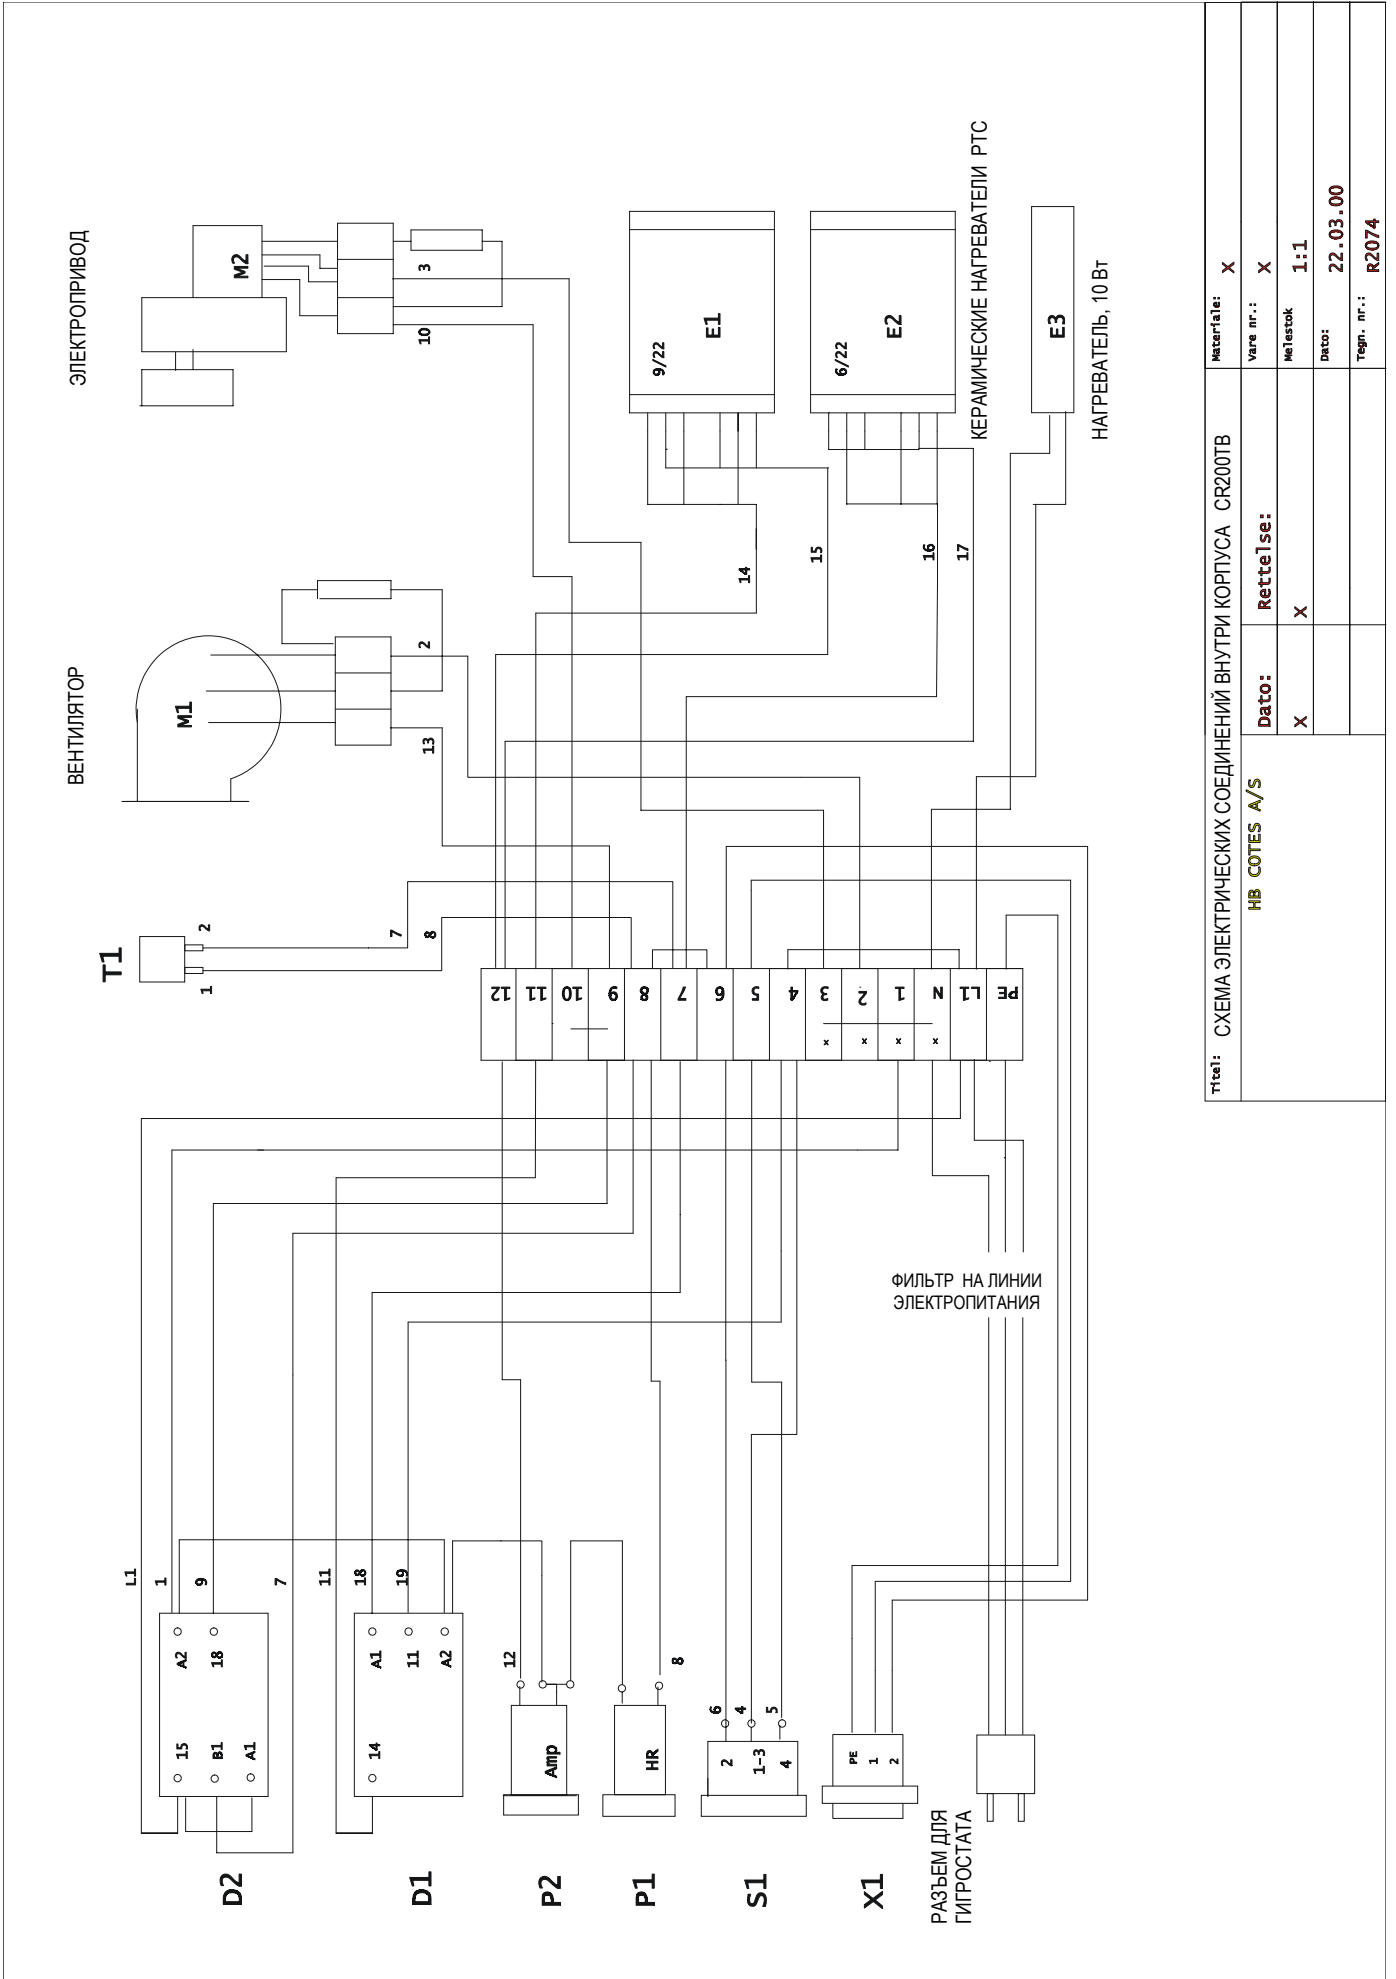 ЭЛЕКТРОПРИВОД
M2
3
10
ВЕНТИЛЯТОР
M1
2
13
T1
1
2
7
8
9/22
E1
6/22
E2
КЕРАМИЧЕСКИЕ НАГРЕВАТЕЛИ PTC
E3
НАГРЕВАТЕЛЬ, 10 Вт
14
15
16
17
12
11
10
9
8
7
6
5
4
3
2
1
N
L1
PE
x
x
x
x
ФИЛЬТР НА ЛИНИИ
ЭЛЕКТРОПИТАНИЯ
L1
1
9
7
11
18
19
A2
18
15
B1
A1
D2
A1
11
A2
14
D1
12
Amp
P2
8
HR
P1
6
4
5
2
1-3
4
S1
PE
1
2
X1
РАЗЪЕМ ДЛЯ
ГИГРОСТАТА
Titel: СХЕМА ЭЛЕКТРИЧЕСКИХ СОЕДИНЕНИЙ ВНУТРИ КОРПУСА CR200TB
HB COTES A/S
Dato: Rettelse:
X X
Materiale: X
Vare nr.: X
Melestok 1:1
Dato: 22.03.00
Tegn. nr.: R2074